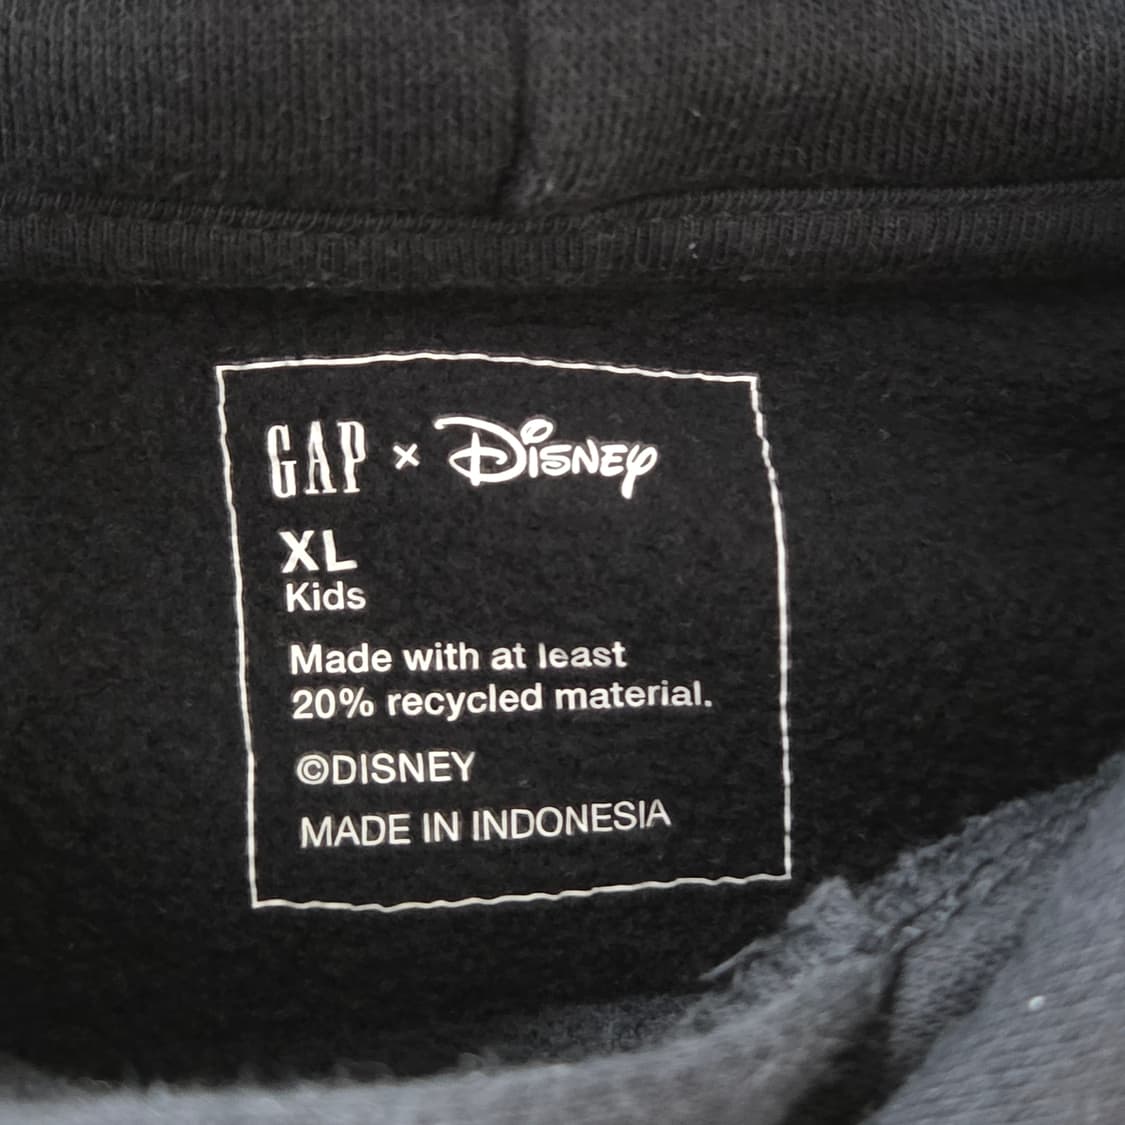 GAP × Disney
XL
Kids
Made with at least
20% recycled material.
©DISNEY
MADE IN INDONESIA